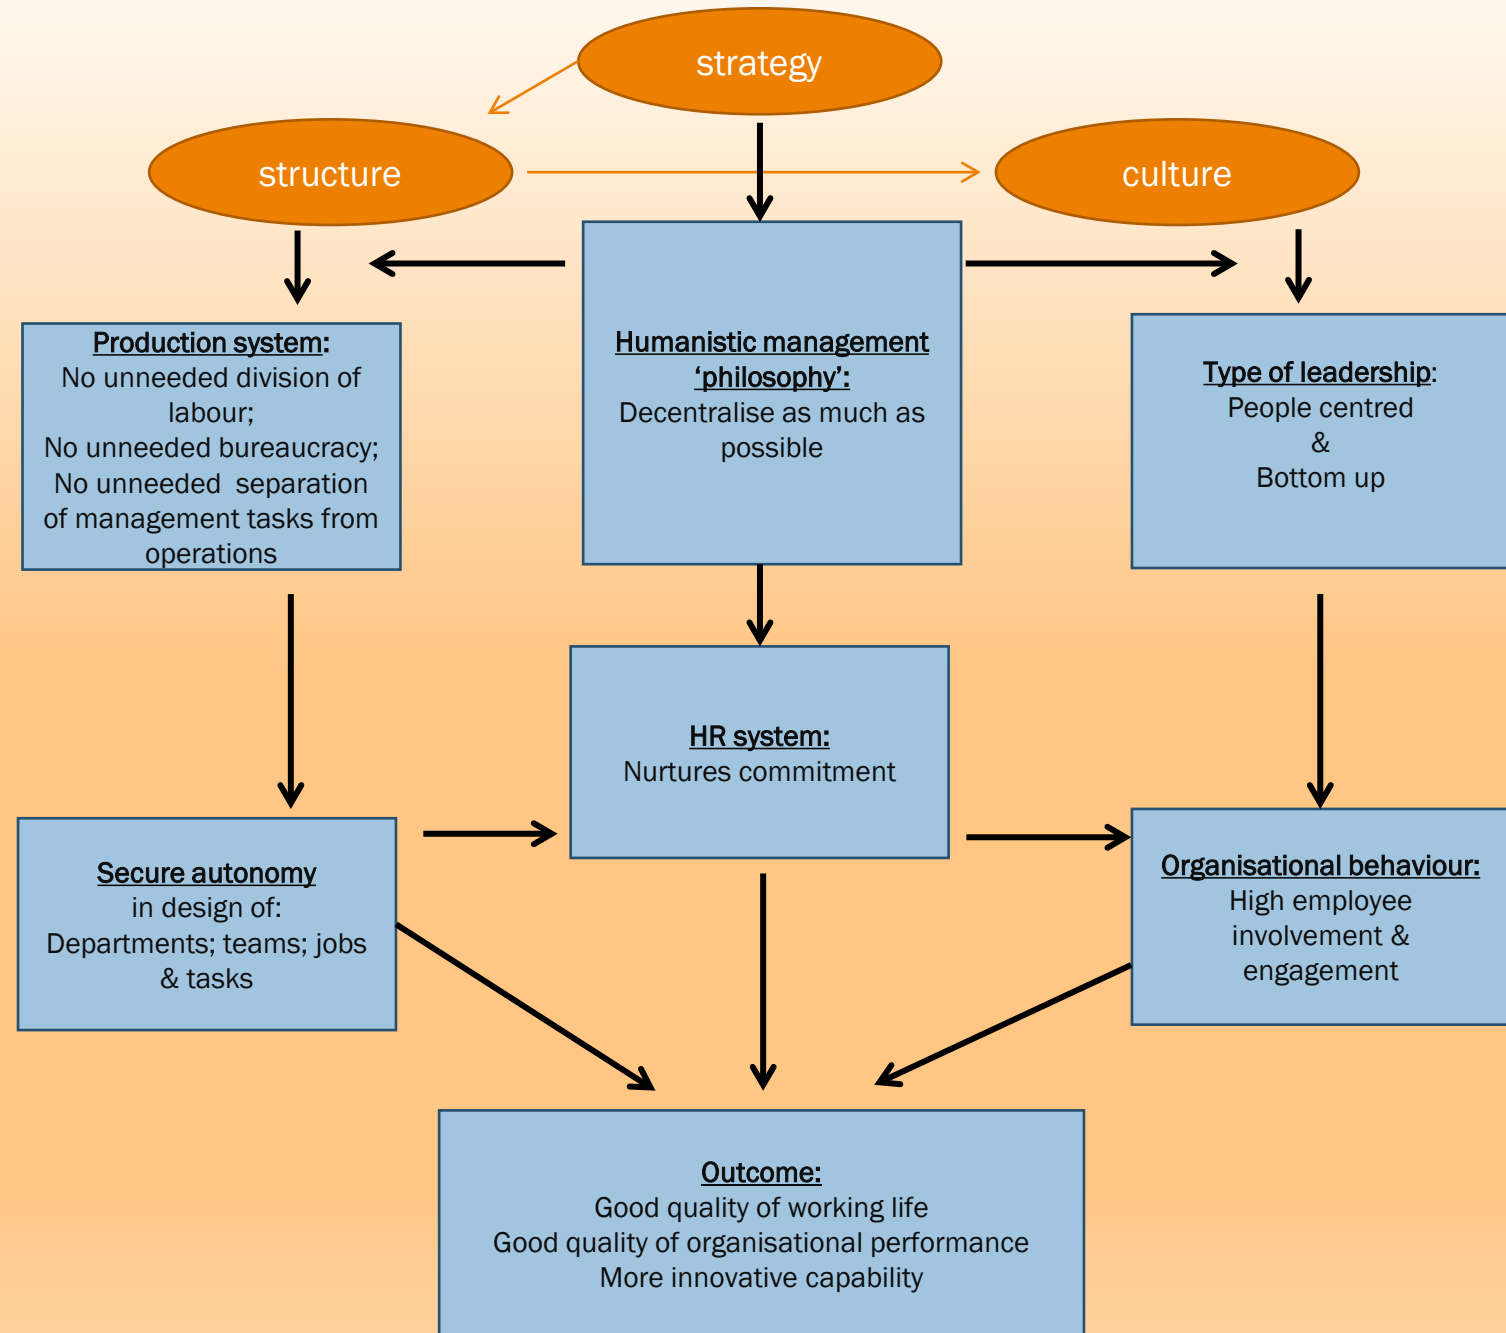 strategy
structure
culture
Production system:
No unneeded division of
labour;
No unneeded bureaucracy;
No unneeded  separation
of management tasks from
operations
Humanistic management
‘philosophy’:
Decentralise as much as
possible
Type of leadership:
People centred
&
Bottom up
HR system:
Nurtures commitment
Secure autonomy
in design of:
Departments; teams; jobs
& tasks
Organisational behaviour:
High employee
involvement &
engagement
Outcome:
Good quality of working life
Good quality of organisational performance
More innovative capability